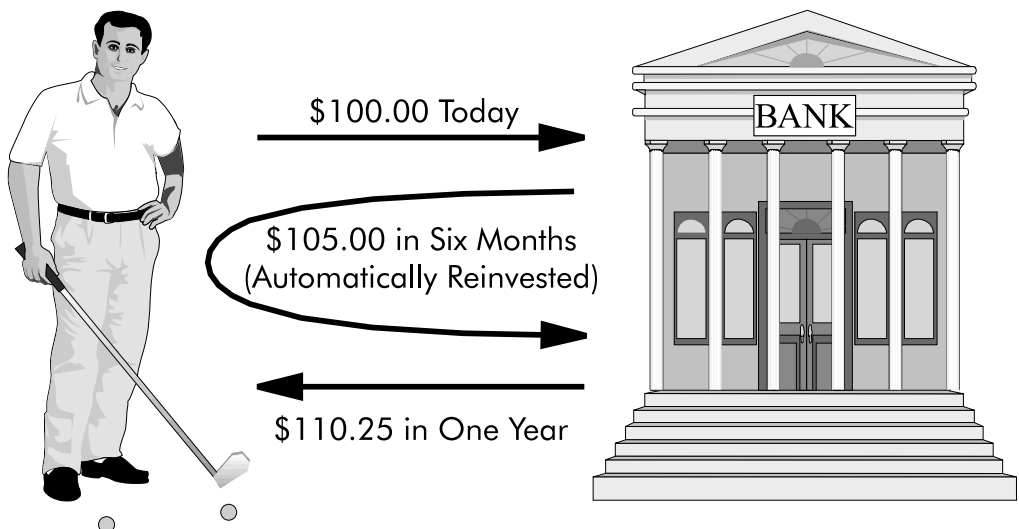 $100.00 Today
BANK
$105.00 in Six Months
(Automatically Reinvested)
$110.25 in One Year